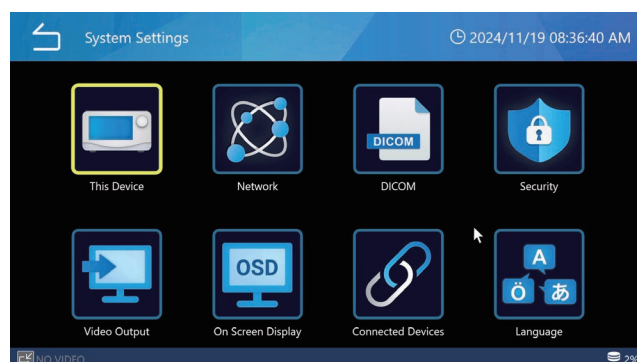 System Settings
2024/11/19 08:36:40 AM
DICOM
This Device
Network
DICOM
Security
OSD
A
Ö あ
Video Output
On Screen Display
Connected Devices
Language
NO VIDEO
2%